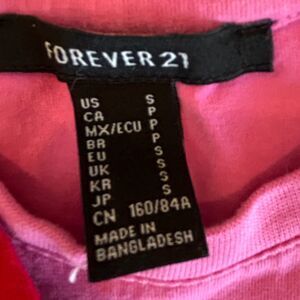 FOREVER 21
US S
CA P
MX/ECU P
BR P
EU S
UK S
KR S
JP S
CN 160/84A
MADE IN
BANGLADESH